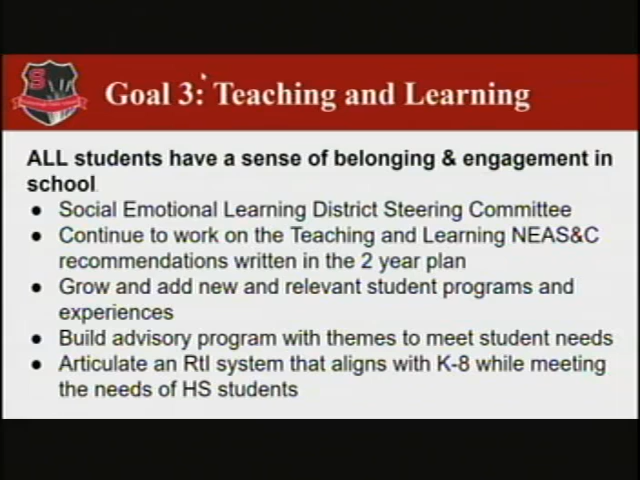 S
Goal 3: Teaching and Learning
ALL students have a sense of belonging & engagement in
school
● Social Emotional Learning District Steering Committee
● Continue to work on the Teaching and Learning NEAS&C
recommendations written in the 2 year plan
● Grow and add new and relevant student programs and
experiences
● Build advisory program with themes to meet student needs
● Articulate an RtI system that aligns with K-8 while meeting
the needs of HS students